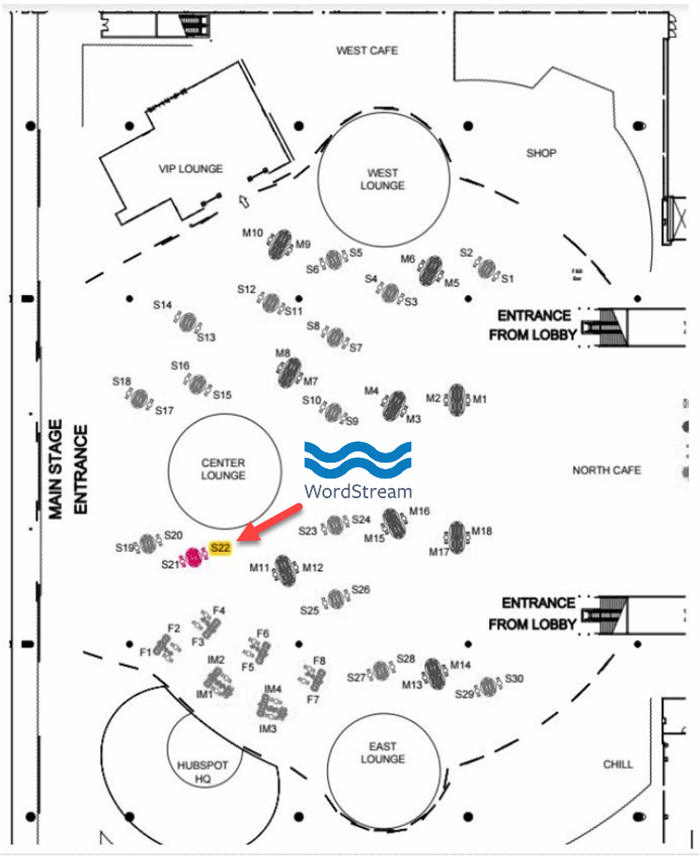 WEST CAFE
SHOP
VIP LOUNGE
WEST
LOUNGE
M10
M9
S5
S6
M6
M5
S2
S1
S4
S3
F&B
Bar
S12
S11
S14
S13
S8
S7
ENTRANCE
FROM LOBBY
M8
M7
S16
S15
S18
S17
S10
S9
M4
M3
M2
M1
MAIN STAGE
ENTRANCE
CENTER
LOUNGE
WordStream
NORTH CAFE
S19
S20
S21
S22
S23
S24
M16
M15
M18
M17
M11
M12
S25
S26
ENTRANCE
FROM LOBBY
F4
F3
F2
F1
F6
F5
F8
F7
IM2
IM1
IM4
IM3
S28
S27
M14
M13
S30
S29
EAST
LOUNGE
HUBSPOT
HQ
CHILL